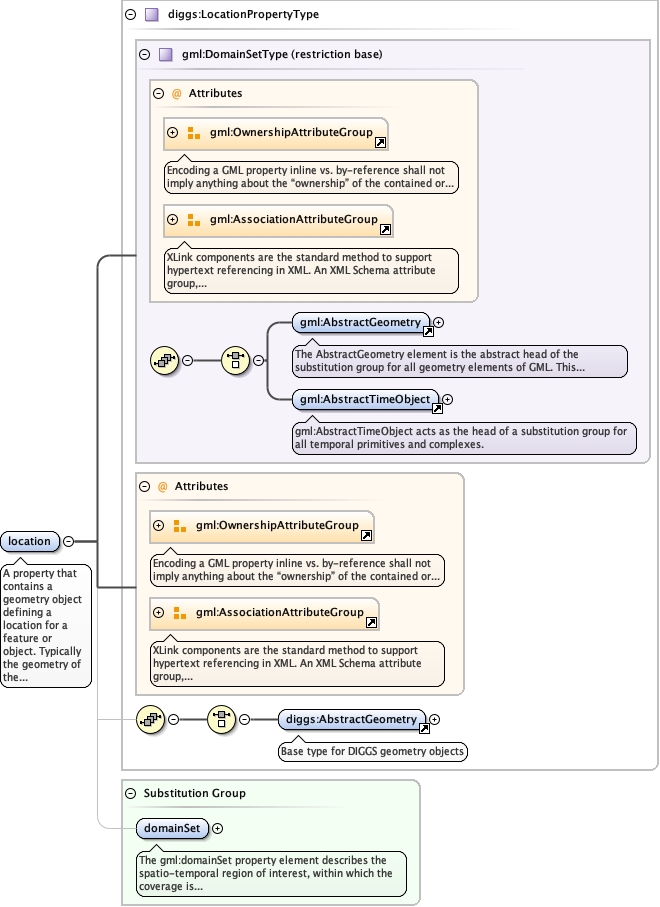 diggs:LocationPropertyType
gml:DomainSetType (restriction base)
@ Attributes
gml:OwnershipAttributeGroup
Encoding a GML property inline vs. by-reference shall not
imply anything about the “ownership” of the contained or...
gml:AssociationAttributeGroup
XLink components are the standard method to support
hypertext referencing in XML. An XML Schema attribute
group,...
gml:AbstractGeometry
The AbstractGeometry element is the abstract head of the
substitution group for all geometry elements of GML. This...
gml:AbstractTimeObject
gml:AbstractTimeObject acts as the head of a substitution group for
all temporal primitives and complexes.
@ Attributes
gml:OwnershipAttributeGroup
Encoding a GML property inline vs. by-reference shall not
imply anything about the “ownership” of the contained or...
gml:AssociationAttributeGroup
XLink components are the standard method to support
hypertext referencing in XML. An XML Schema attribute
group,...
location
A property that
contains a
geometry object
defining a
location for a
feature or
object. Typically
the geometry of
the...
diggs:AbstractGeometry
Base type for DIGGS geometry objects
Substitution Group
domainSet
The gml:domainSet property element describes the
spatio-temporal region of interest, within which the
coverage is...